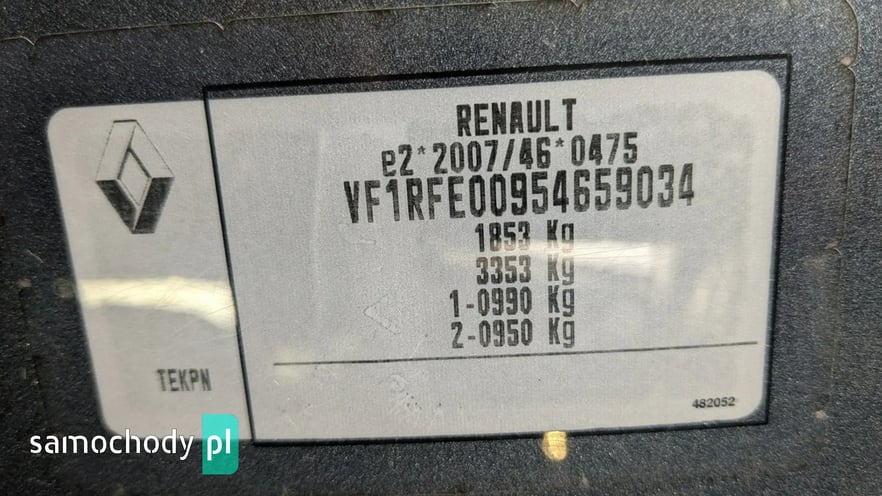 RENAULT
e2*2007/46*0475
VF1RFE00954659034
1853 Kg
3353 Kg
1-0990 Kg
2-0950 Kg
TEKPN
482052
samochody pl